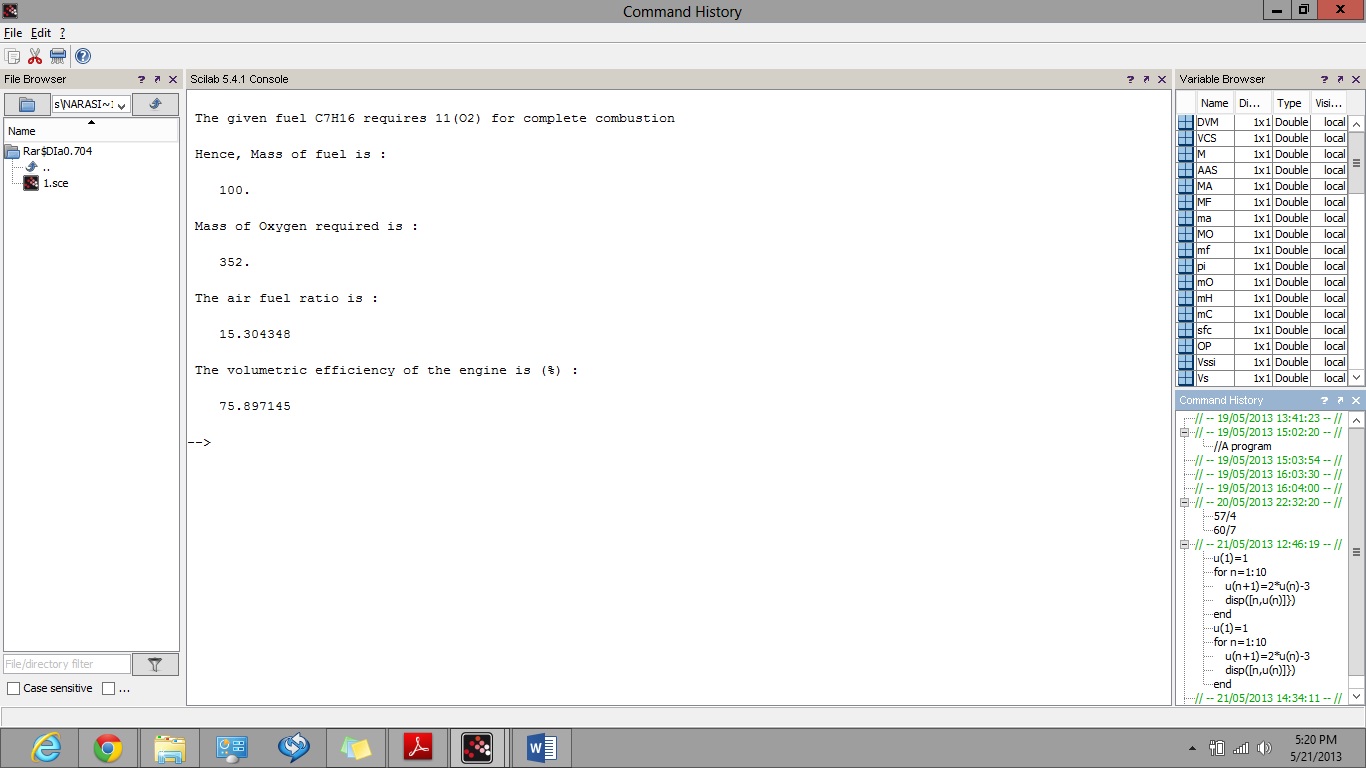 Command History
File Edit ?
File Browser ? x
s\NARASI~:
Name
Rar$DIa0.704
..
1.sce
File/directory filter
Case sensitive ...
Scilab 5.4.1 Console ? x
The given fuel C7H16 requires 11(O2) for complete combustion
Hence, Mass of fuel is :
100.
Mass of Oxygen required is :
352.
The air fuel ratio is :
15.304348
The volumetric efficiency of the engine is (%) :
75.897145
-->
Variable Browser ? x
Name Di... Type Visi...
DVM 1x1 Double local
VCS 1x1 Double local
M 1x1 Double local
AAS 1x1 Double local
MA 1x1 Double local
MF 1x1 Double local
ma 1x1 Double local
MO 1x1 Double local
mf 1x1 Double local
pi 1x1 Double local
mO 1x1 Double local
mH 1x1 Double local
mC 1x1 Double local
sfc 1x1 Double local
OP 1x1 Double local
Vssi 1x1 Double local
Vs 1x1 Double local
Command History ? x
// -- 19/05/2013 13:41:23 -- //
// -- 19/05/2013 15:02:20 -- //
//A program
// -- 19/05/2013 15:03:54 -- //
// -- 19/05/2013 16:03:30 -- //
// -- 19/05/2013 16:04:00 -- //
// -- 20/05/2013 22:32:20 -- //
57/4
60/7
// -- 21/05/2013 12:46:19 -- //
u(1)=1
for n=1:10
u(n+1)=2*u(n)-3
disp([n,u(n)]})
end
u(1)=1
for n=1:10
u(n+1)=2*u(n)-3
disp([n,u(n)])
end
// -- 21/05/2013 14:34:11 -- //
5:20 PM
5/21/2013